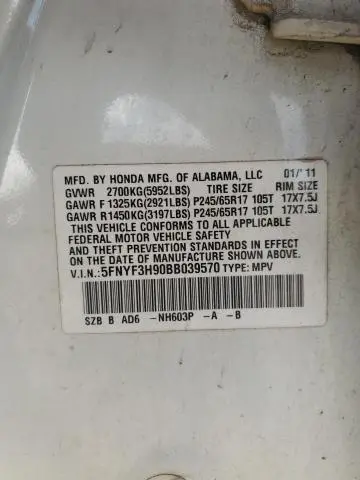 MFD. BY HONDA MFG. OF ALABAMA, LLC 01/'11
GVWR 2700KG(5952LBS) TIRE SIZE RIM SIZE
GAWR F 1325KG(2921LBS) P245/65R17 105T 17X7.5J
GAWR R1450KG(3197LBS) P245/65R17 105T 17X7.5J
THIS VEHICLE CONFORMS TO ALL APPLICABLE
FEDERAL MOTOR VEHICLE SAFETY
AND THEFT PREVENTION STANDARDS IN EFFECT
ON THE DATE OF MANUFACTURE SHOWN ABOVE.
V.I.N.:5FNYF3H90BB039570 TYPE: MPV
SZB B AD6 -NH603P -A -B